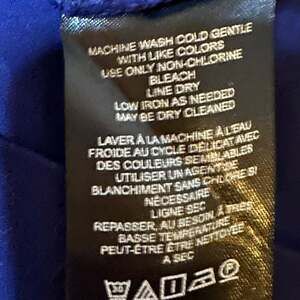 MACHINE WASH COLD GENTLE
WITH LIKE COLORS
USE ONLY NON-CHLORINE
BLEACH
LINE DRY
LOW IRON AS NEEDED
MAY BE DRY CLEANED
LAVER À LA MACHINE À L'EAU
FROIDE AU CYCLE DÉLICAT AVEC
DES COULEURS SEMBLABLES
UTILISER UN AGENT DE
BLANCHIMENT SANS CHLORE SI
NÉCESSAIRE
LIGNE SEC
REPASSER, AU BESOIN À TRÈS
BASSE TEMPÉRATURE
PEUT-ÊTRE ÊTRE NETTOYÉE
A SEC
30
P